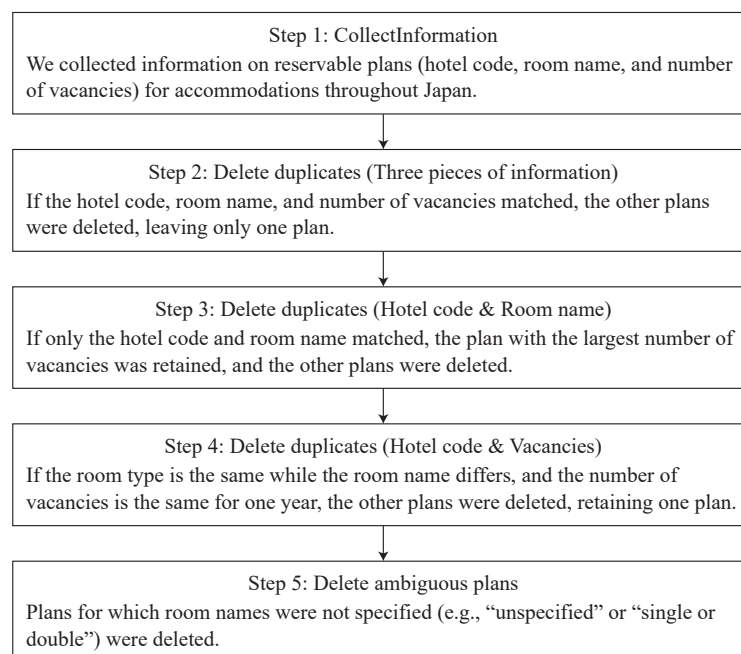 Step 1: CollectInformation
We collected information on reservable plans (hotel code, room name, and number
of vacancies) for accommodations throughout Japan.
Step 2: Delete duplicates (Three pieces of information)
If the hotel code, room name, and number of vacancies matched, the other plans
were deleted, leaving only one plan.
Step 3: Delete duplicates (Hotel code & Room name)
If only the hotel code and room name matched, the plan with the largest number of
vacancies was retained, and the other plans were deleted.
Step 4: Delete duplicates (Hotel code & Vacancies)
If the room type is the same while the room name differs, and the number of
vacancies is the same for one year, the other plans were deleted, retaining one plan.
Step 5: Delete ambiguous plans
Plans for which room names were not specified (e.g., “unspecified” or “single or
double”) were deleted.